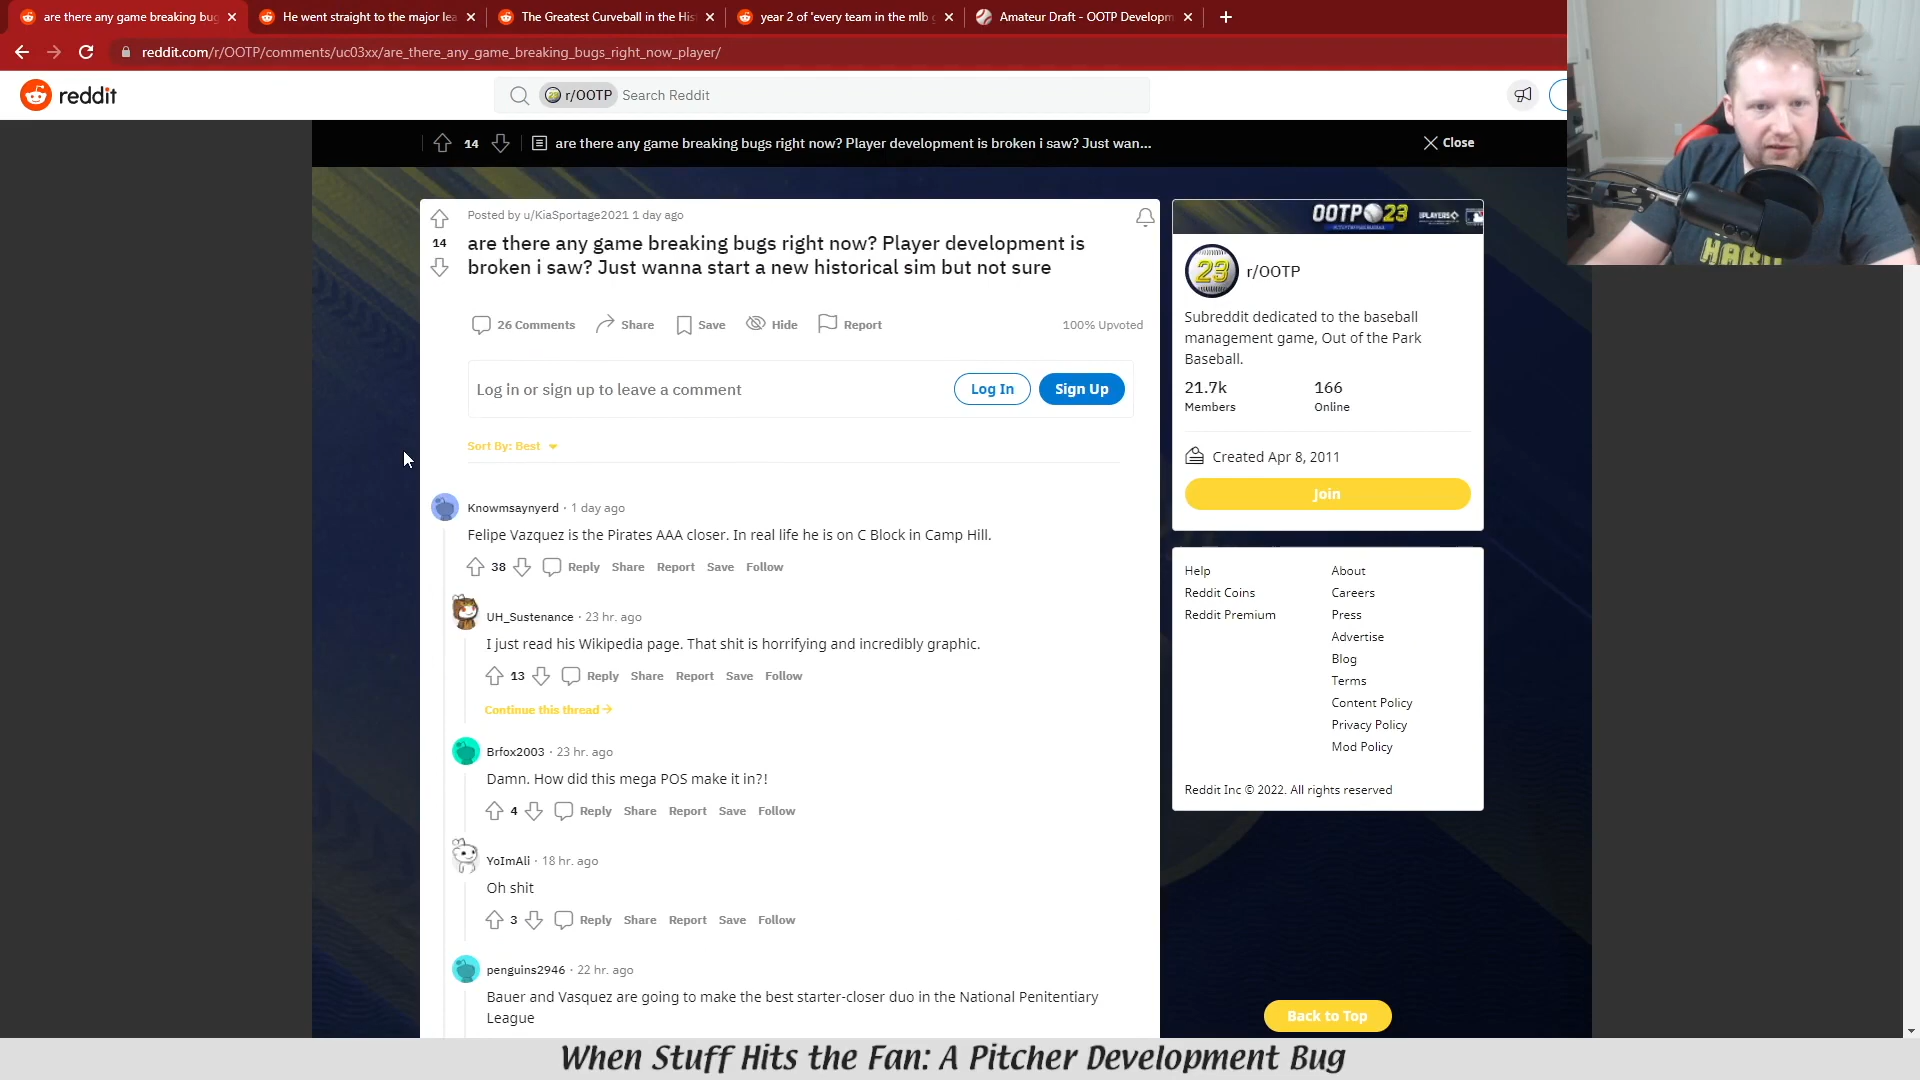 are there any game breaking bug
He went straight to the major lea
The Greatest Curveball in the His
year 2 of 'every team in the mlb g
Amateur Draft - OOTP Developm
reddit.com/r/OOTP/comments/uc03xx/are_there_any_game_breaking_bugs_right_now_player/
reddit
r/OOTP Search Reddit
14 are there any game breaking bugs right now? Player development is broken i saw? Just wan...
Close
Posted by u/KiaSportage2021 1 day ago
14
are there any game breaking bugs right now? Player development is
broken i saw? Just wanna start a new historical sim but not sure
26 Comments Share Save Hide Report 100% Upvoted
Log in or sign up to leave a comment Log In Sign Up
Sort By: Best
Knowmsaynyerd · 1 day ago
Felipe Vazquez is the Pirates AAA closer. In real life he is on C Block in Camp Hill.
38 Reply Share Report Save Follow
UH_Sustenance · 23 hr. ago
I just read his Wikipedia page. That shit is horrifying and incredibly graphic.
13 Reply Share Report Save Follow
Continue this thread
Brfox2003 · 23 hr. ago
Damn. How did this mega POS make it in?!
4 Reply Share Report Save Follow
YoImAli · 18 hr. ago
Oh shit
3 Reply Share Report Save Follow
penguins2946 · 22 hr. ago
Bauer and Vasquez are going to make the best starter-closer duo in the National Penitentiary
League
OOTP 23
PLAYERS
23
r/OOTP
Subreddit dedicated to the baseball
management game, Out of the Park
Baseball.
21.7k 166
Members Online
Created Apr 8, 2011
Join
Help About
Reddit Coins Careers
Reddit Premium Press
Advertise
Blog
Terms
Content Policy
Privacy Policy
Mod Policy
Reddit Inc © 2022. All rights reserved
Back to Top
When Stuff Hits the Fan: A Pitcher Development Bug